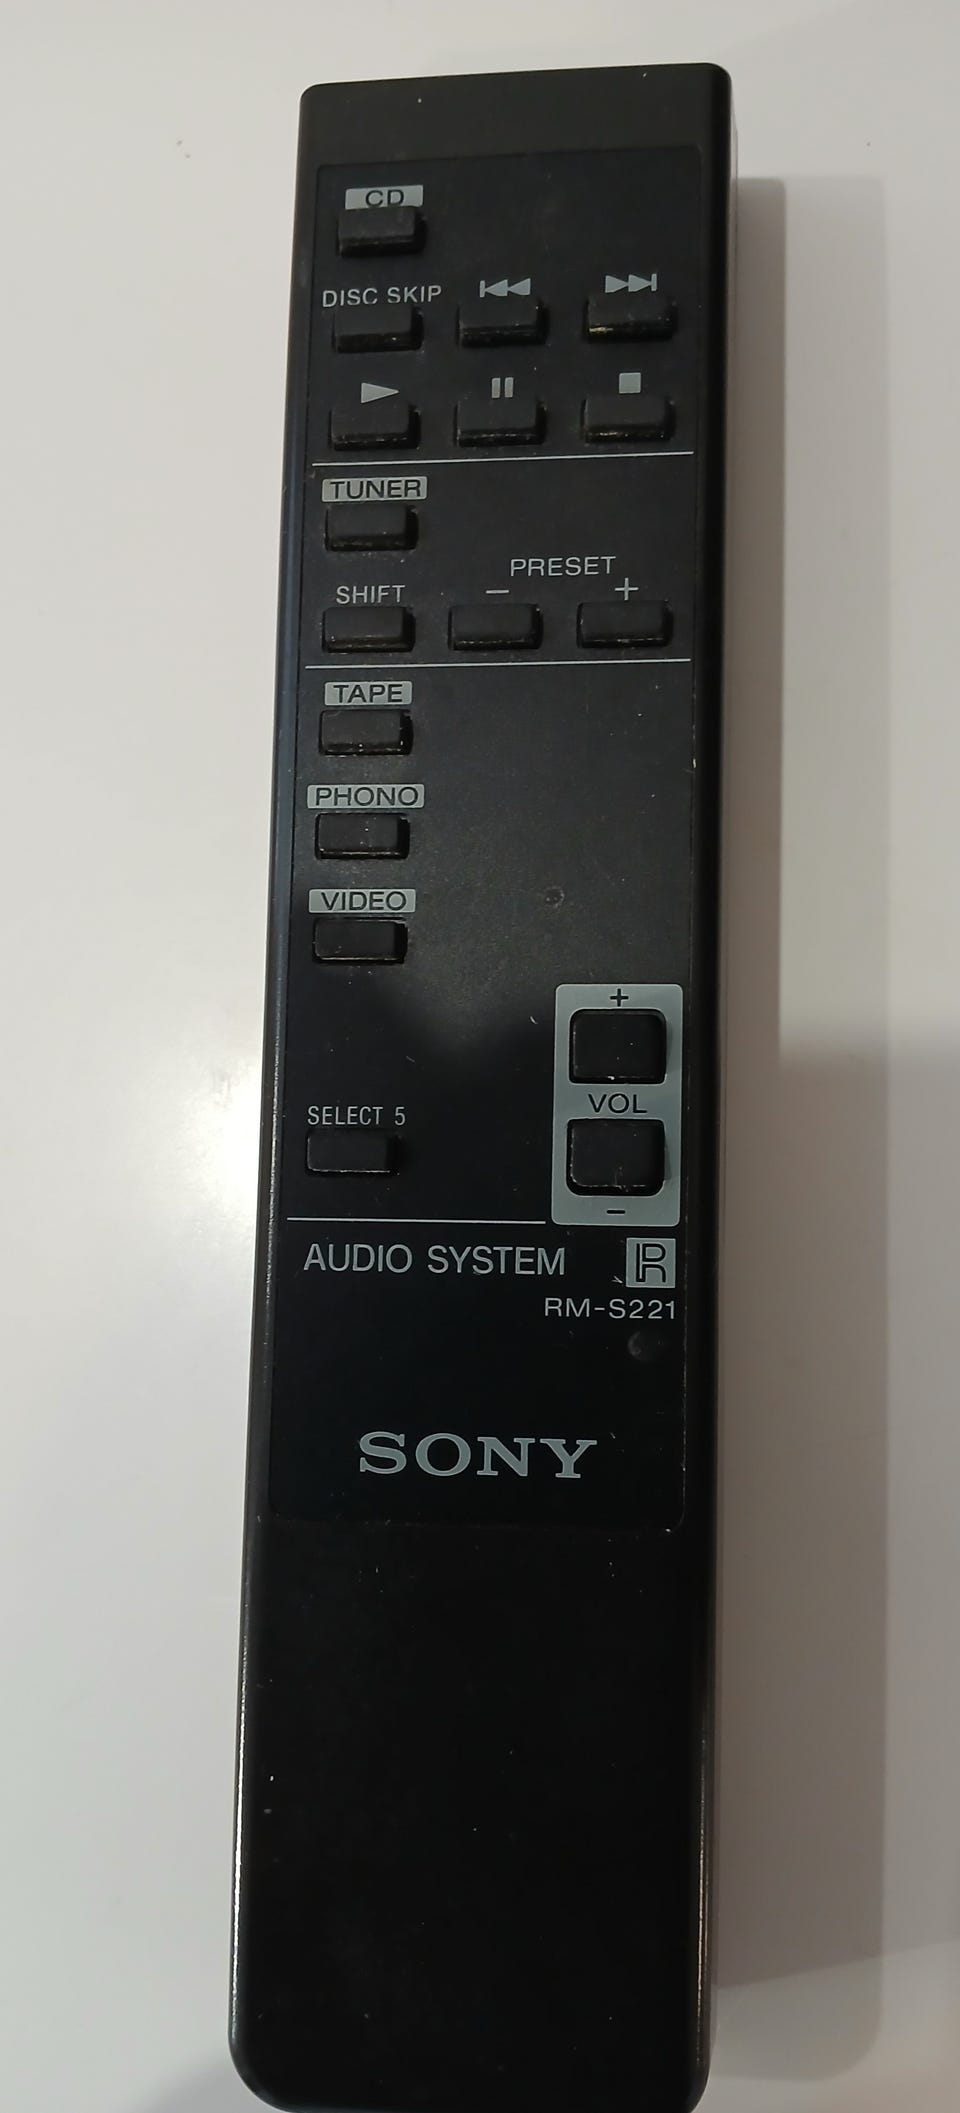 CD
DISC SKIP
TUNER
PRESET
SHIFT - +
TAPE
PHONO
VIDEO
+
VOL
SELECT 5
-
AUDIO SYSTEM R
RM-S221
SONY